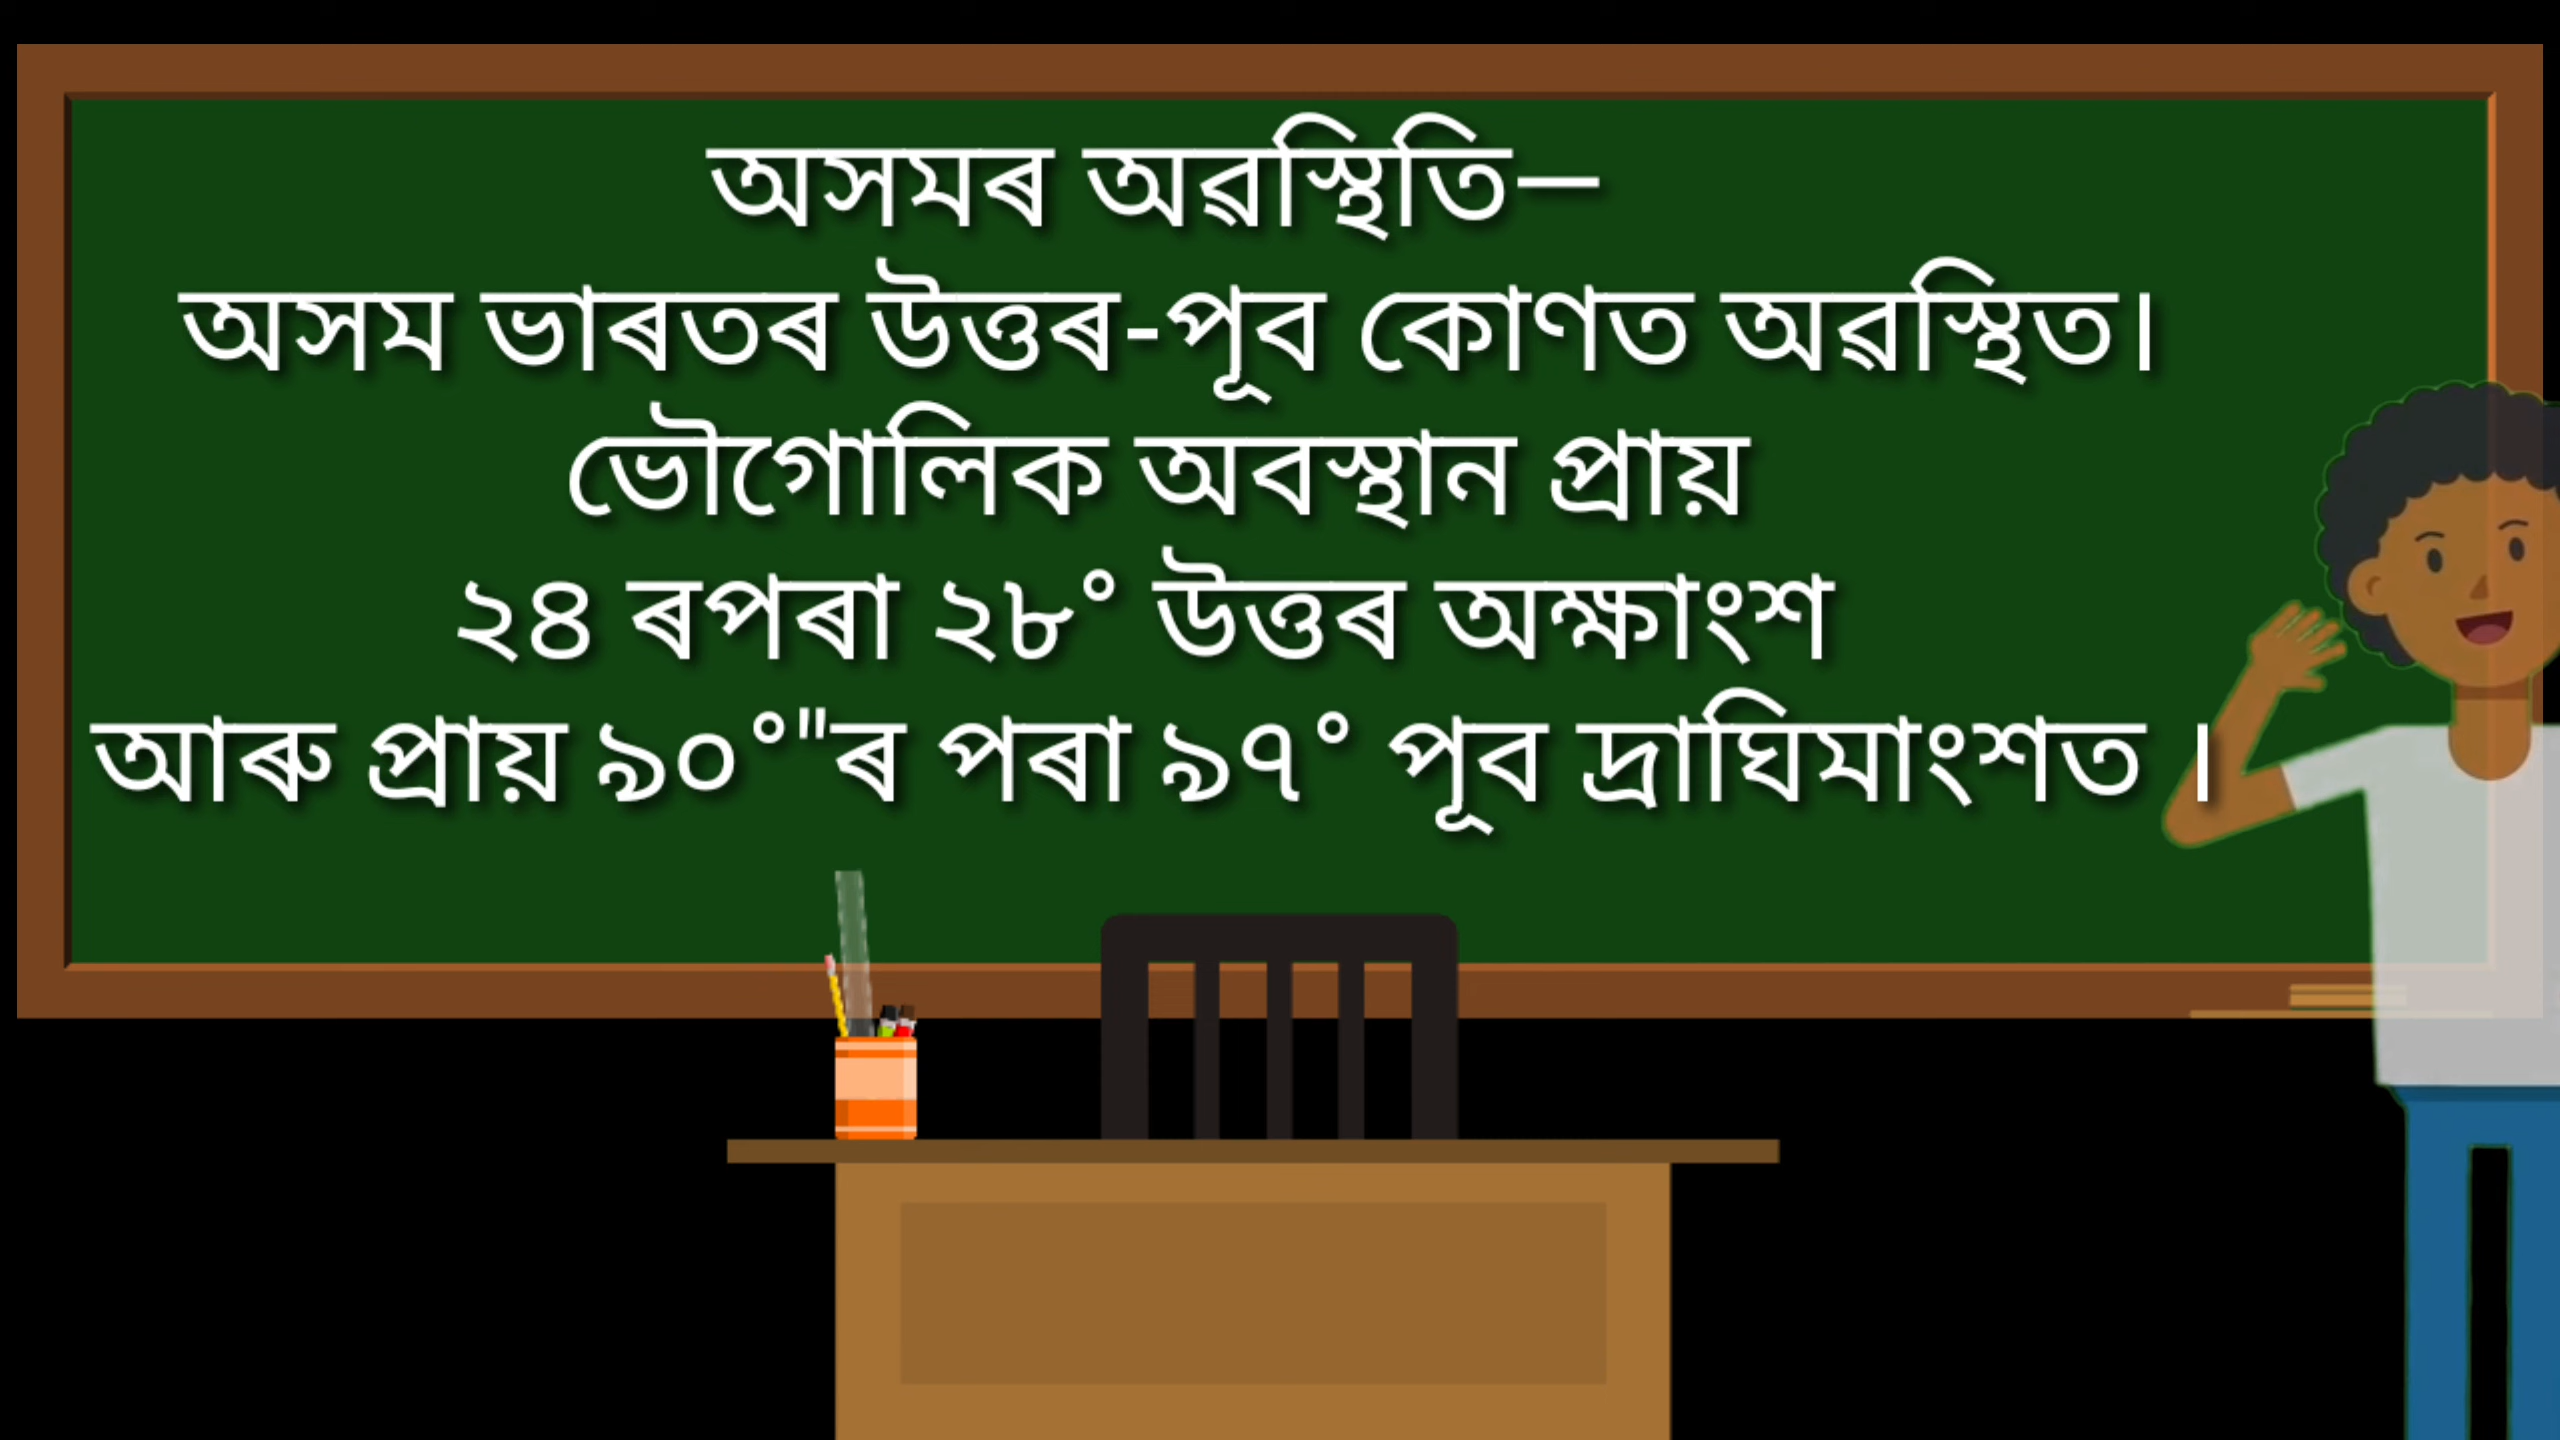 অসমৰ অৱস্থিতি—
অসম ভাৰতৰ উত্তৰ-পূব কোণত অৱস্থিত।
ভৌগোলিক অবস্থান প্ৰায়
২৪ ৰপৰা ২৮° উত্তৰ অক্ষাংশ
আৰু প্ৰায় ৯০°"ৰ পৰা ৯৭° পূব দ্ৰাঘিমাংশত ।